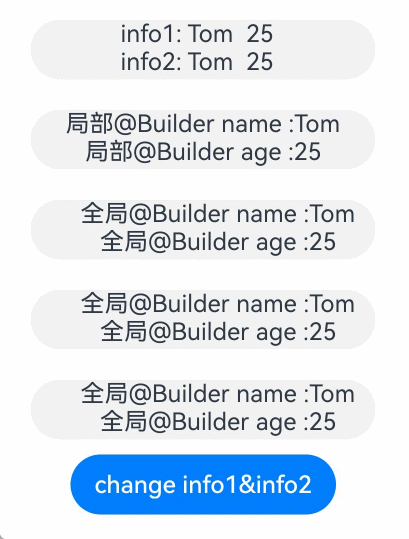 info1: Tom  25
info2: Tom  25
局部@Builder name :Tom
局部@Builder age :25
全局@Builder name :Tom
全局@Builder age :25
全局@Builder name :Tom
全局@Builder age :25
全局@Builder name :Tom
全局@Builder age :25
change info1&info2